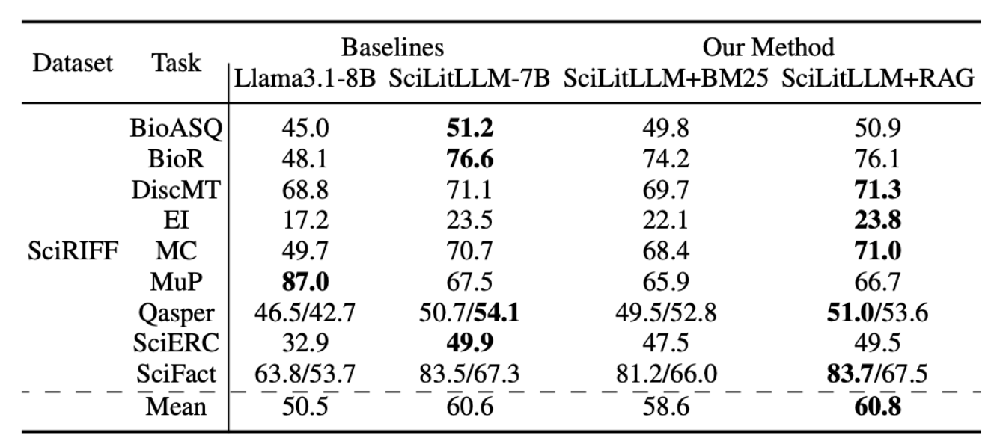 Dataset Task Baselines Our Method
Llama3.1-8B SciLitLLM-7B SciLitLLM+BM25 SciLitLLM+RAG
BioASQ 45.0 51.2 49.8 50.9
BioR 48.1 76.6 74.2 76.1
DiscMT 68.8 71.1 69.7 71.3
EI 17.2 23.5 22.1 23.8
SciRIFF MC 49.7 70.7 68.4 71.0
MuP 87.0 67.5 65.9 66.7
Qasper 46.5/42.7 50.7/54.1 49.5/52.8 51.0/53.6
SciERC 32.9 49.9 47.5 49.5
SciFact 63.8/53.7 83.5/67.3 81.2/66.0 83.7/67.5
Mean 50.5 60.6 58.6 60.8